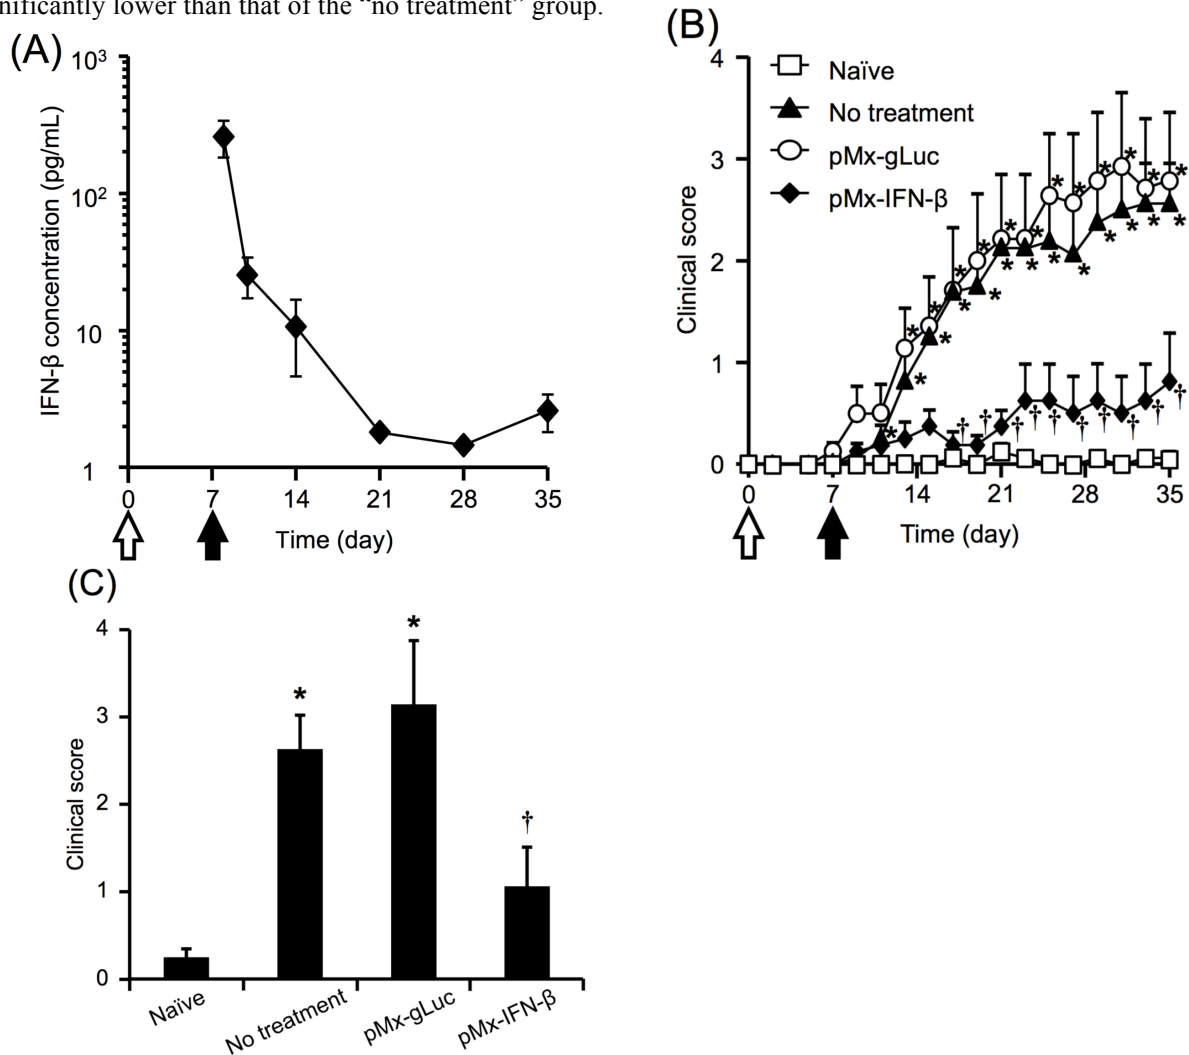 nificantly lower than that of the “no treatment” group.
(A)
10³
10²
10
1
IFN-β concentration (pg/mL)
0 7 14 21 28 35
Time (day)
(B)
4
3
2
1
0
Clinical score
Naïve
No treatment
pMx-gLuc
pMx-IFN-β
* * * * * * * * * * * *
* * * * * * * * * * * * *
† † † † † † † † † †
0 7 14 21 28 35
Time (day)
(C)
4
3
2
1
0
Clinical score
* * †
Naïve No treatment pMx-gLuc pMx-IFN-β